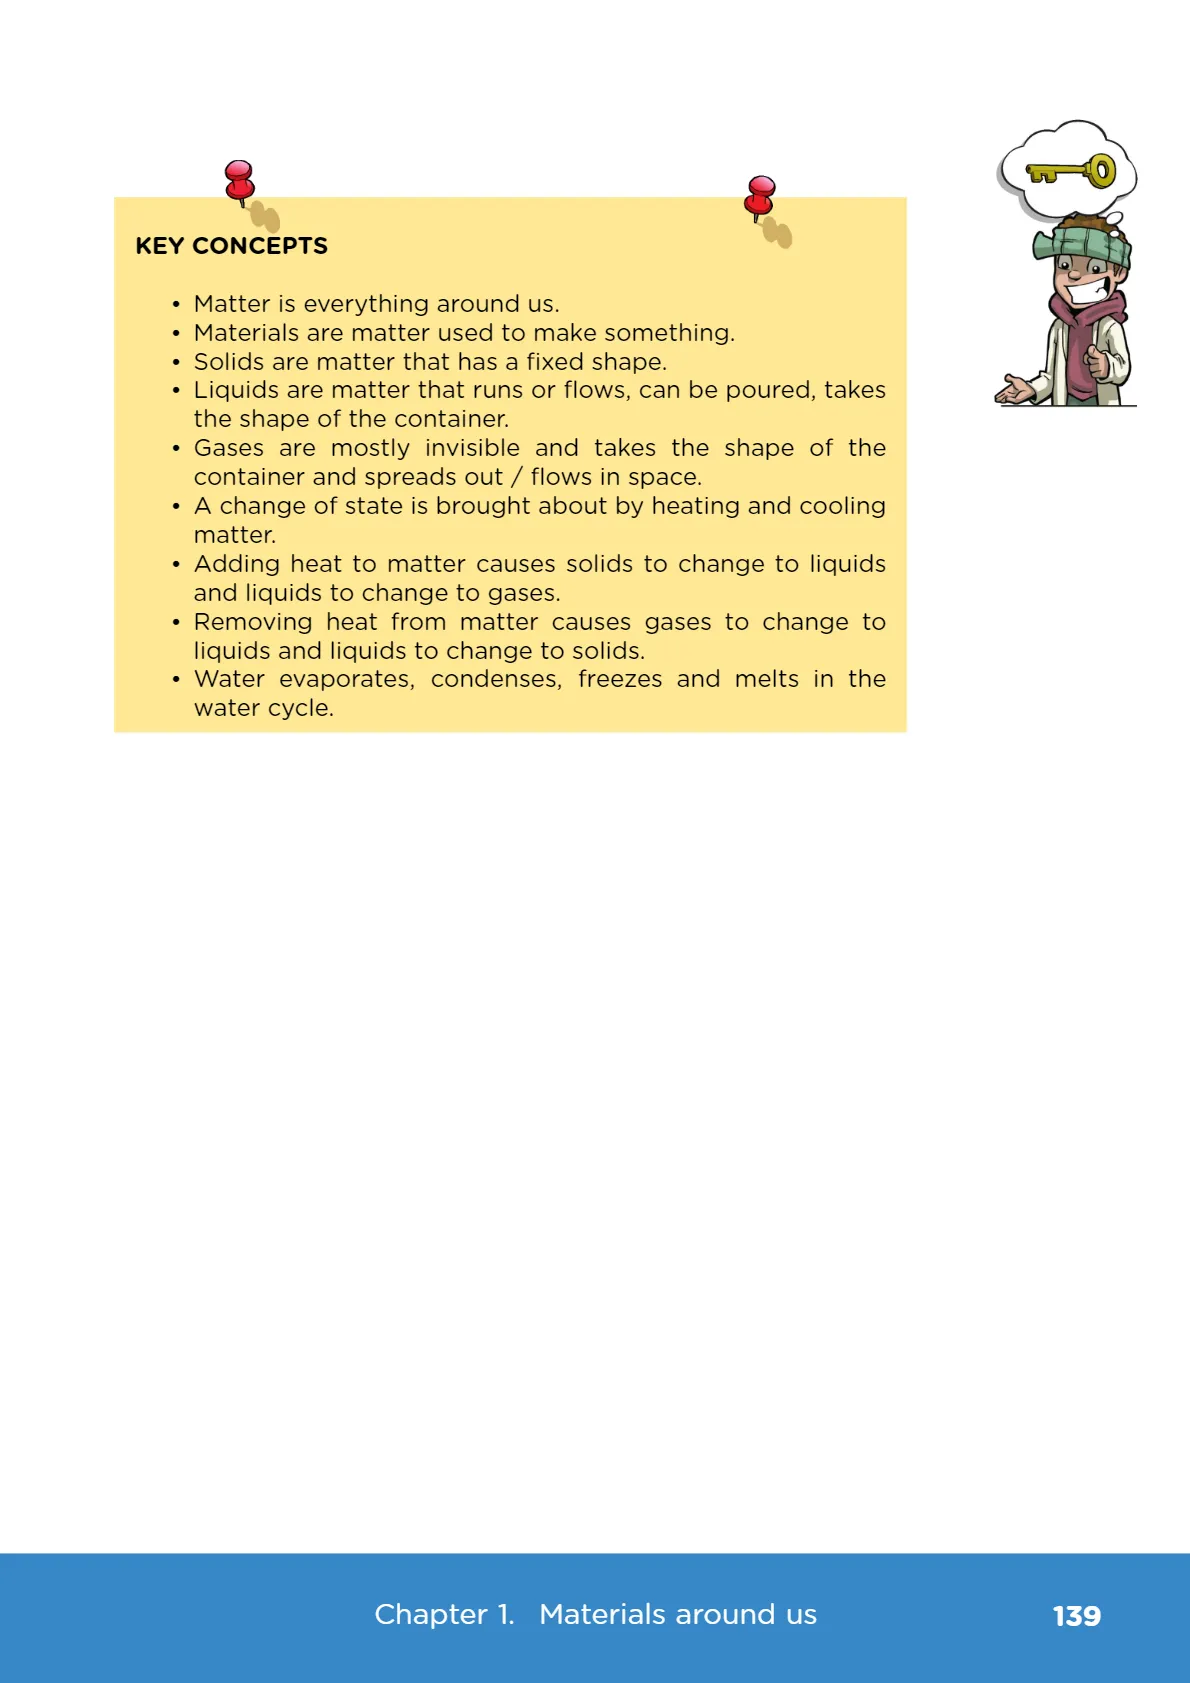 KEY CONCEPTS
• Matter is everything around us.
• Materials are matter used to make something.
• Solids are matter that has a fixed shape.
• Liquids are matter that runs or flows, can be poured, takes
the shape of the container.
• Gases are mostly invisible and takes the shape of the
container and spreads out / flows in space.
• A change of state is brought about by heating and cooling
matter.
• Adding heat to matter causes solids to change to liquids
and liquids to change to gases.
• Removing heat from matter causes gases to change to
liquids and liquids to change to solids.
• Water evaporates, condenses, freezes and melts in the
water cycle.
Chapter 1. Materials around us 139